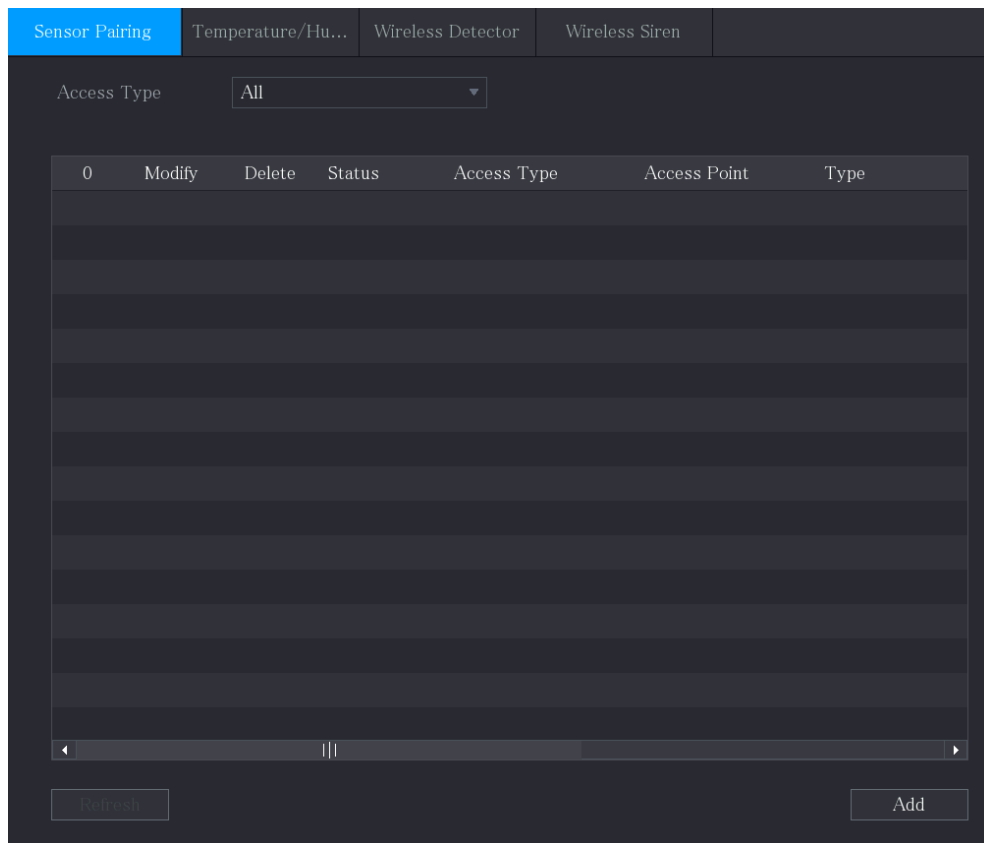 Sensor Pairing Temperature/Hu... Wireless Detector Wireless Siren
Access Type All
0 Modify Delete Status Access Type Access Point Type
Refresh Add